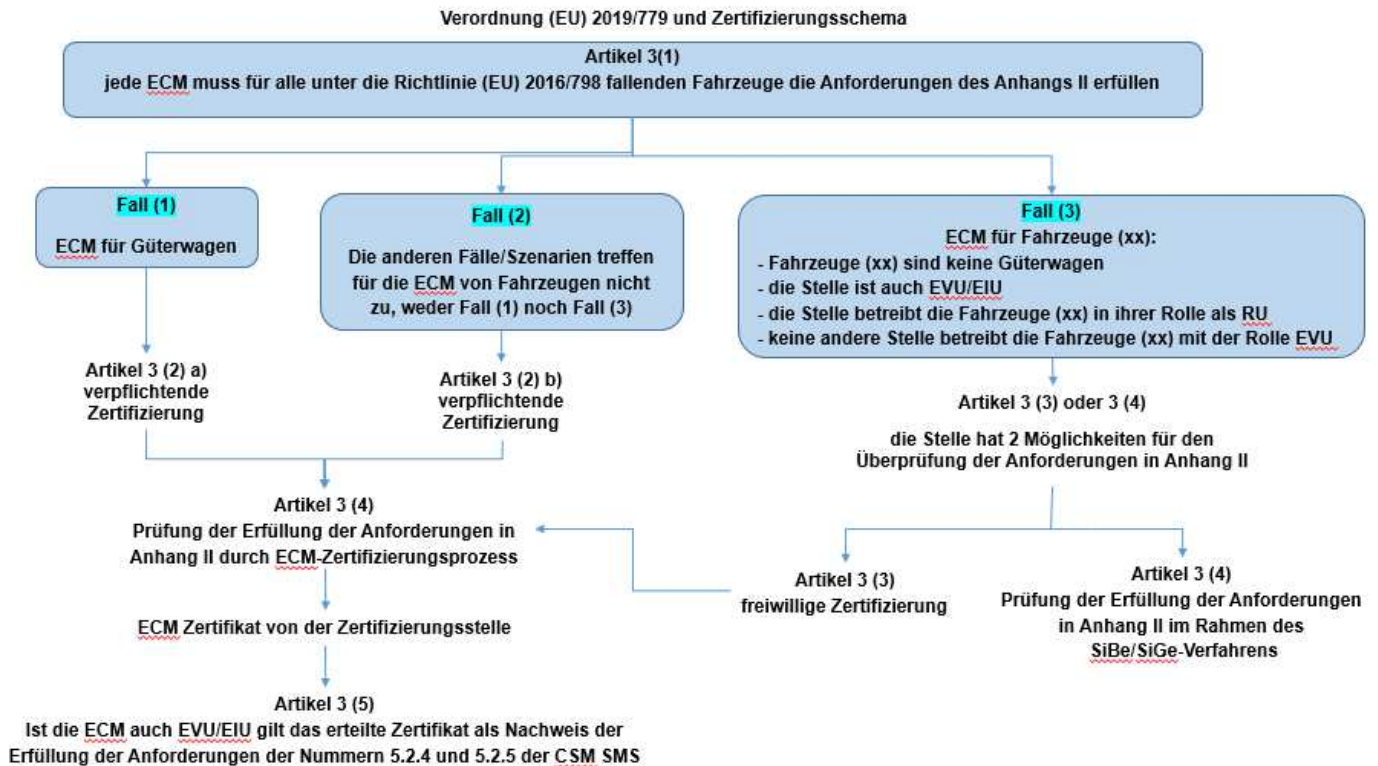 Verordnung (EU) 2019/779 und Zertifizierungsschema
Artikel 3(1)
jede ECM muss für alle unter die Richtlinie (EU) 2016/798 fallenden Fahrzeuge die Anforderungen des Anhangs II erfüllen
Fall (1)
ECM für Güterwagen
Fall (2)
Die anderen Fälle/Szenarien treffen
für die ECM von Fahrzeugen nicht
zu, weder Fall (1) noch Fall (3)
Fall (3)
ECM für Fahrzeuge (xx):
- Fahrzeuge (xx) sind keine Güterwagen
- die Stelle ist auch EVU/EIU
- die Stelle betreibt die Fahrzeuge (xx) in ihrer Rolle als RU
- keine andere Stelle betreibt die Fahrzeuge (xx) mit der Rolle EVU
Artikel 3 (2) a)
verpflichtende
Zertifizierung
Artikel 3 (2) b)
verpflichtende
Zertifizierung
Artikel 3 (3) oder 3 (4)
die Stelle hat 2 Möglichkeiten für den
Überprüfung der Anforderungen in Anhang II
Artikel 3 (4)
Prüfung der Erfüllung der Anforderungen in
Anhang II durch ECM-Zertifizierungsprozess
Artikel 3 (3)
freiwillige Zertifizierung
Artikel 3 (4)
Prüfung der Erfüllung der Anforderungen
in Anhang II im Rahmen des
SiBe/SiGe-Verfahrens
ECM Zertifikat von der Zertifizierungsstelle
Artikel 3 (5)
Ist die ECM auch EVU/EIU gilt das erteilte Zertifikat als Nachweis der
Erfüllung der Anforderungen der Nummern 5.2.4 und 5.2.5 der CSM SMS